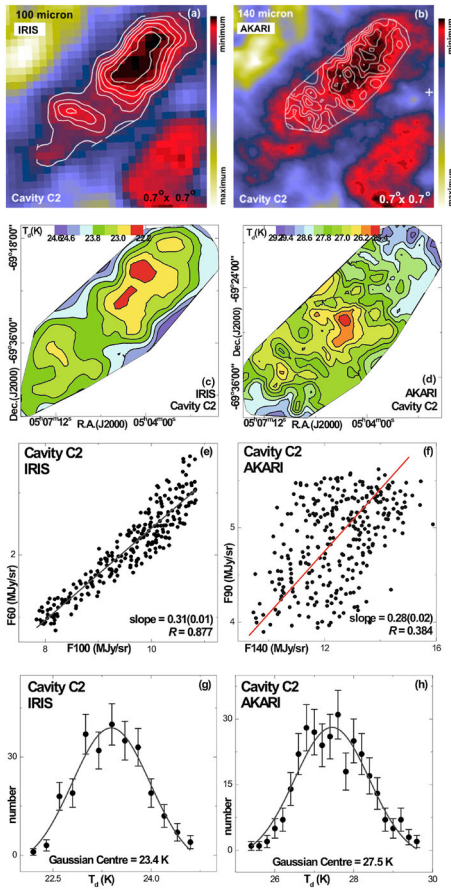 100 micron (a)
IRIS
Cavity C2
0.7° x 0.7°
minimum
maximum
140 micron (b)
AKARI
Cavity C2
0.7° x 0.7°
minimum
maximum
Td(K) 24.6 24.6 23.8 23.0
-69°18'00"
-69°36'00"
Dec.(J2000)
(c)
IRIS
Cavity C2
05h07m12s 05h04m00s
R.A.(J2000)
Td(K) 29.4 28.6 27.8 27.0 26.2
-69°24'00"
-69°36'00"
Dec.(J2000)
(d)
AKARI
Cavity C2
05h07m12s 05h04m00s
R.A.(J2000)
Cavity C2 (e)
IRIS
F60 (MJy/sr)
2
slope = 0.31(0.01)
R = 0.877
8 10
F100 (MJy/sr)
Cavity C2 (f)
AKARI
F90 (MJy/sr)
5
4
slope = 0.28(0.02)
R = 0.384
12 16
F140 (MJy/sr)
Cavity C2 (g)
IRIS
number
30
0
Gaussian Centre = 23.4 K
22.5 24.0
Td (K)
Cavity C2 (h)
AKARI
number
30
15
0
Gaussian Centre = 27.5 K
26 28 30
Td (K)